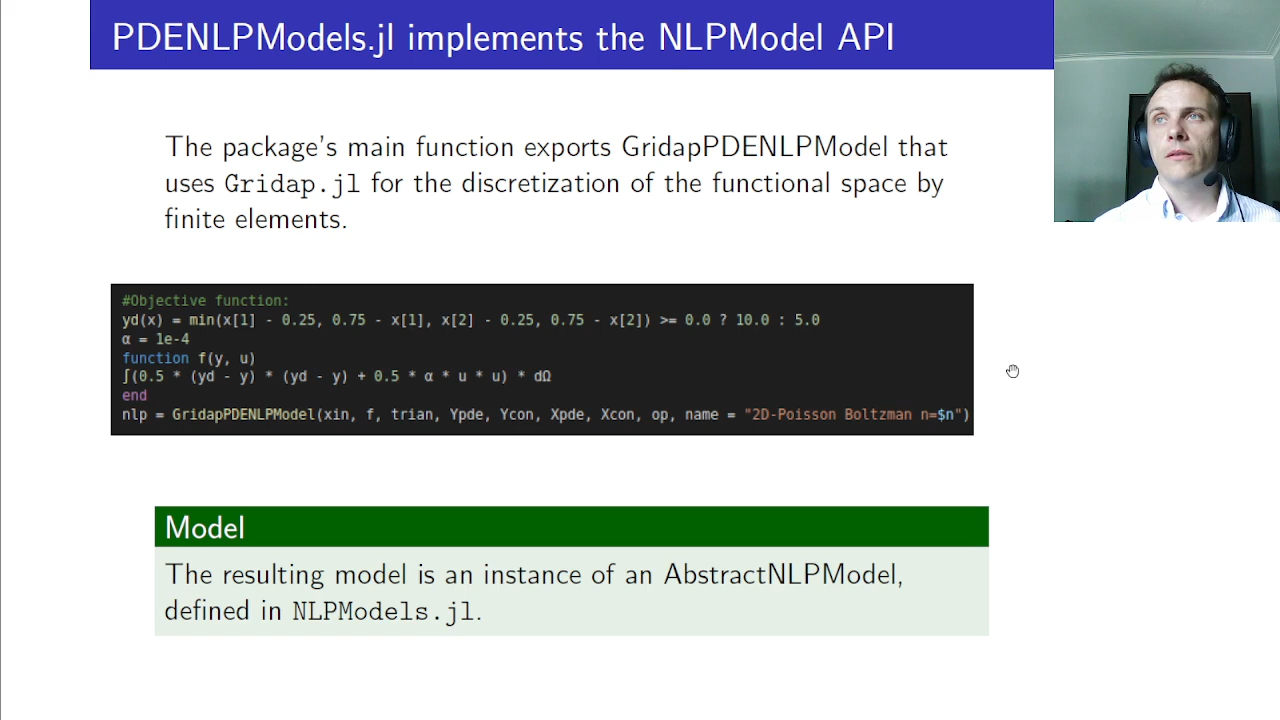 PDENLPModels.jl implements the NLPModel API
The package's main function exports GridapPDENLPModel that
uses Gridap.jl for the discretization of the functional space by
finite elements.
#Objective function:
yd(x) = min(x[1] - 0.25, 0.75 - x[1], x[2] - 0.25, 0.75 - x[2]) >= 0.0 ? 10.0 : 5.0
α = 1e-4
function f(y, u)
∫(0.5 * (yd - y) * (yd - y) + 0.5 * α * u * u) * dΩ
end
nlp = GridapPDENLPModel(xin, f, trian, Ypde, Ycon, Xpde, Xcon, op, name = "2D-Poisson Boltzman n=$n")
Model
The resulting model is an instance of an AbstractNLPModel,
defined in NLPModels.jl.